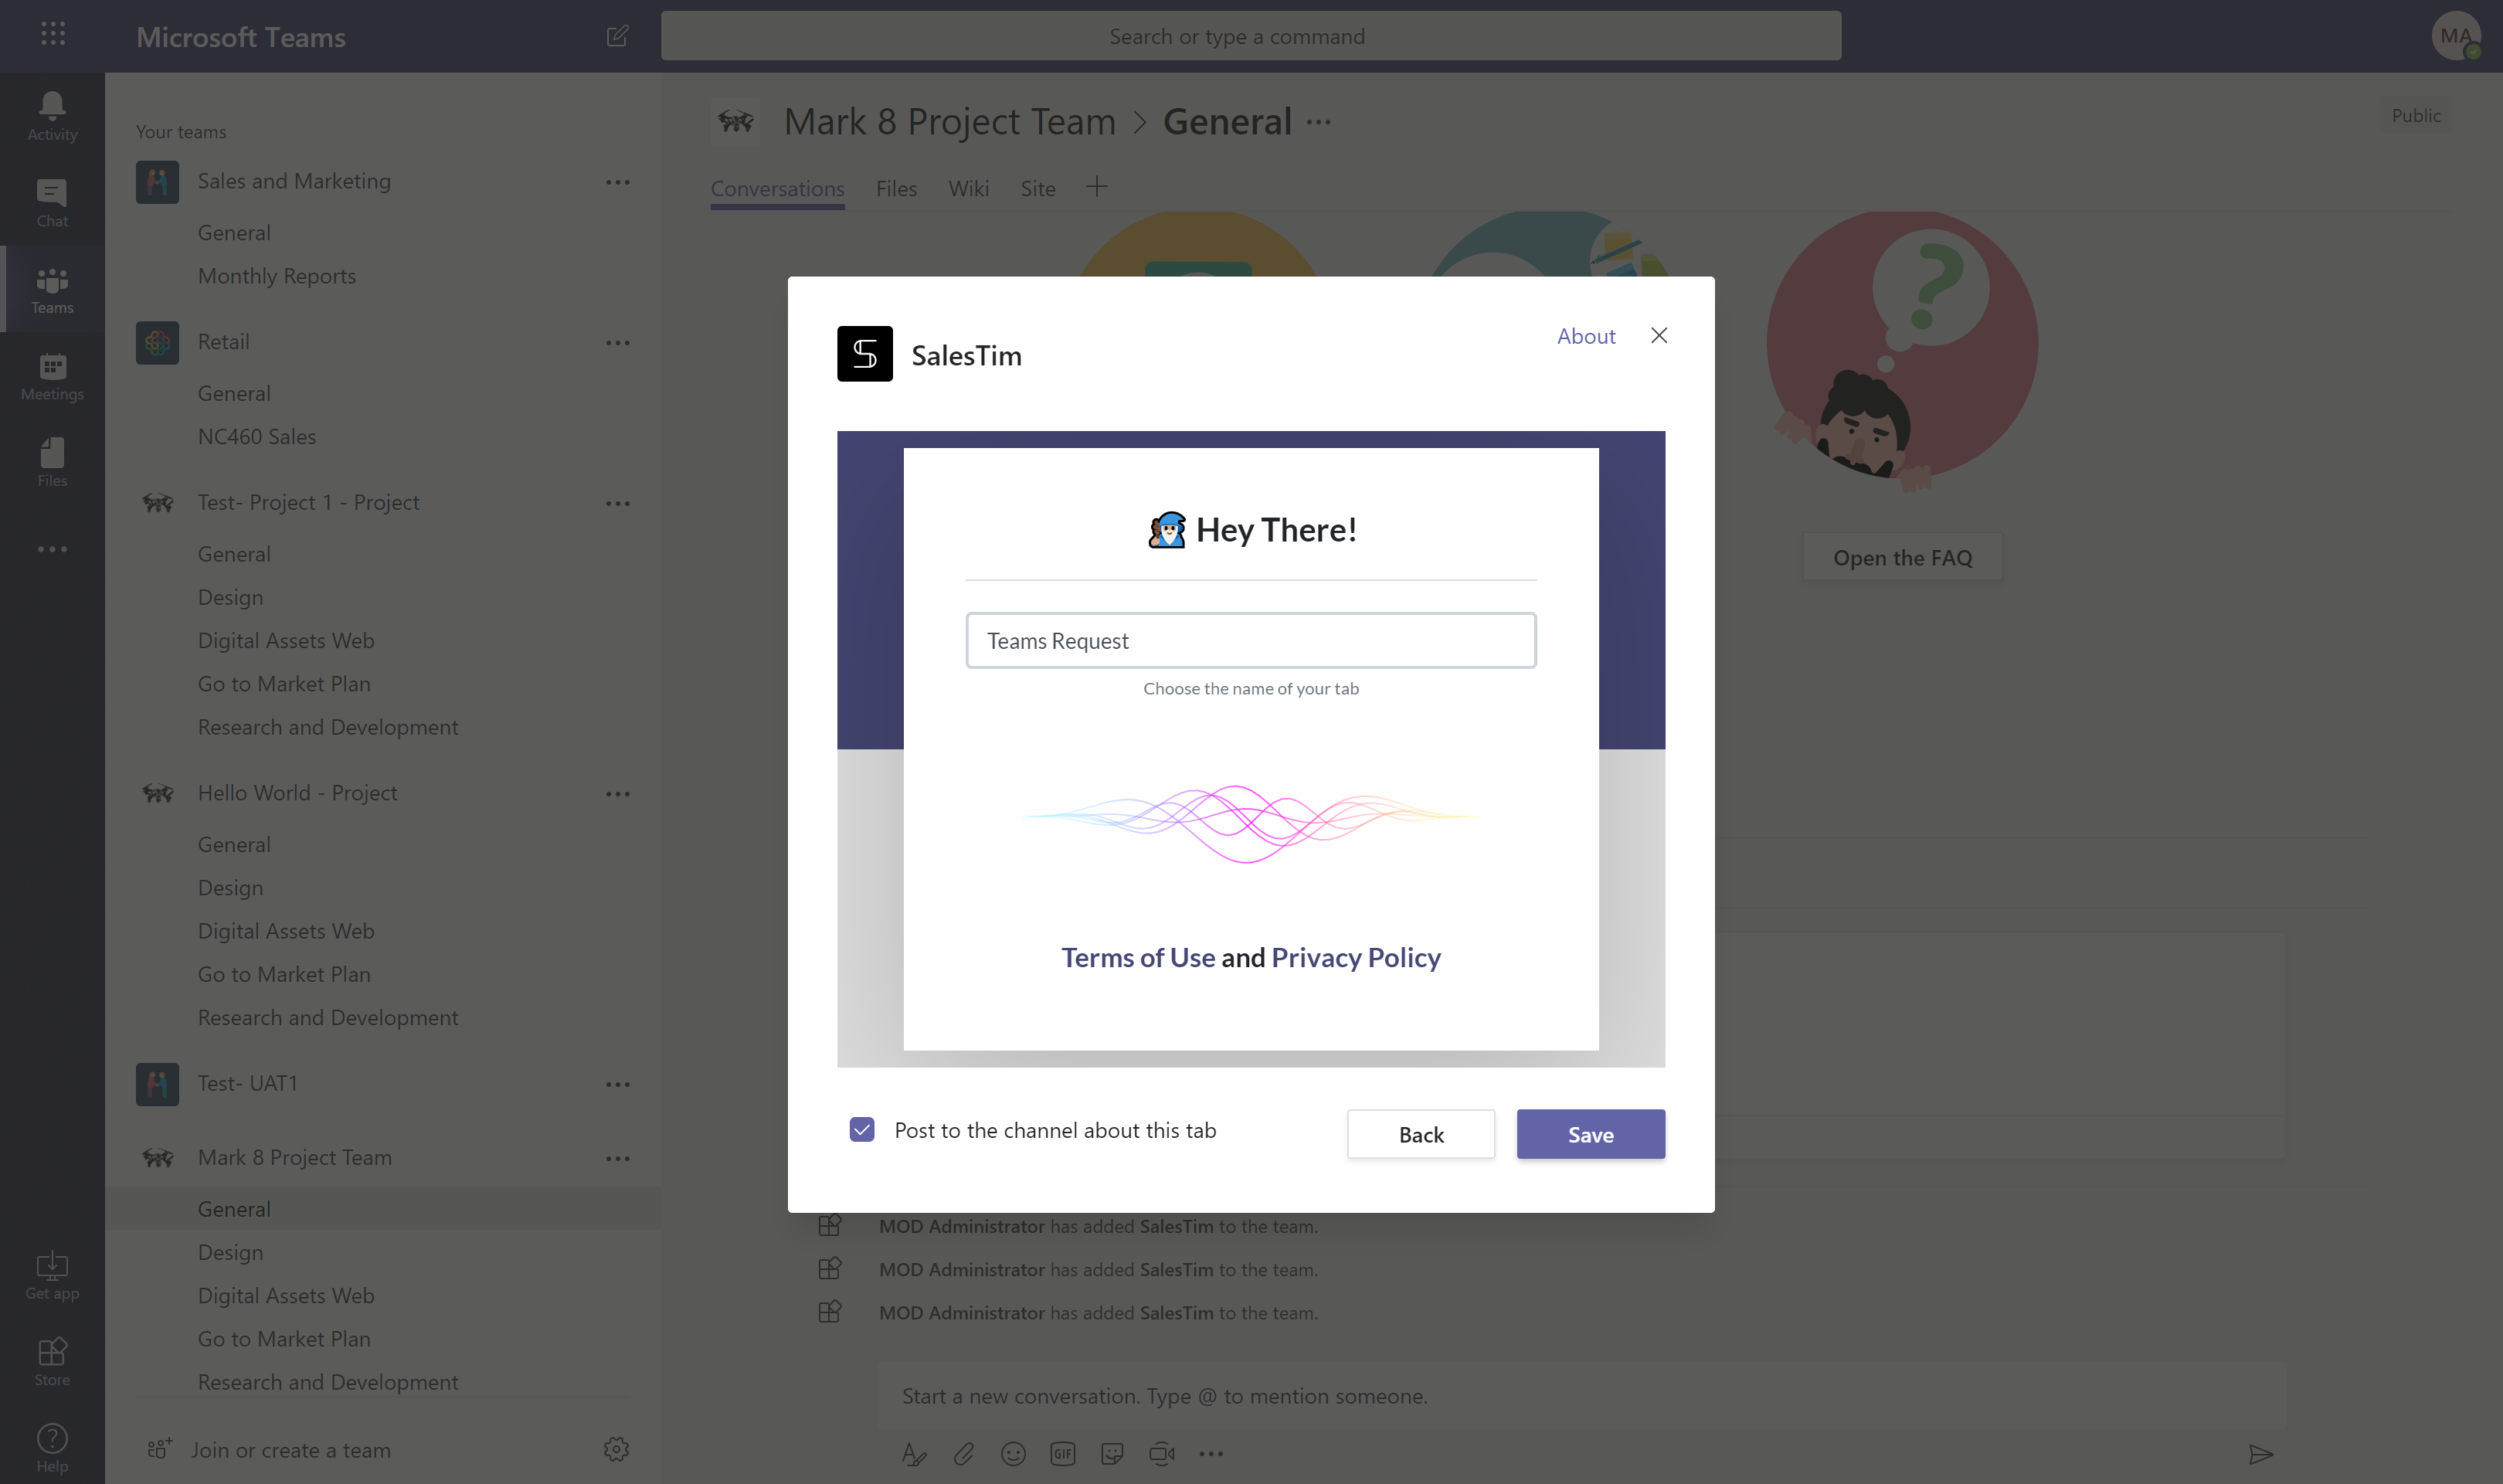 Microsoft Teams
Search or type a command
MA
Activity
Chat
Teams
Meetings
Files
Get app
Store
Help
Your teams
Sales and Marketing
General
Monthly Reports
Retail
General
NC460 Sales
Test- Project 1 - Project
General
Design
Digital Assets Web
Go to Market Plan
Research and Development
Hello World - Project
General
Design
Digital Assets Web
Go to Market Plan
Research and Development
Test- UAT1
Mark 8 Project Team
General
Design
Digital Assets Web
Go to Market Plan
Research and Development
Join or create a team
Mark 8 Project Team > General
Public
Conversations Files Wiki Site
?
Open the FAQ
SalesTim
About
Hey There!
Teams Request
Choose the name of your tab
Terms of Use and Privacy Policy
Post to the channel about this tab
Back
Save
MOD Administrator has added SalesTim to the team.
MOD Administrator has added SalesTim to the team.
MOD Administrator has added SalesTim to the team.
Start a new conversation. Type @ to mention someone.
GIF